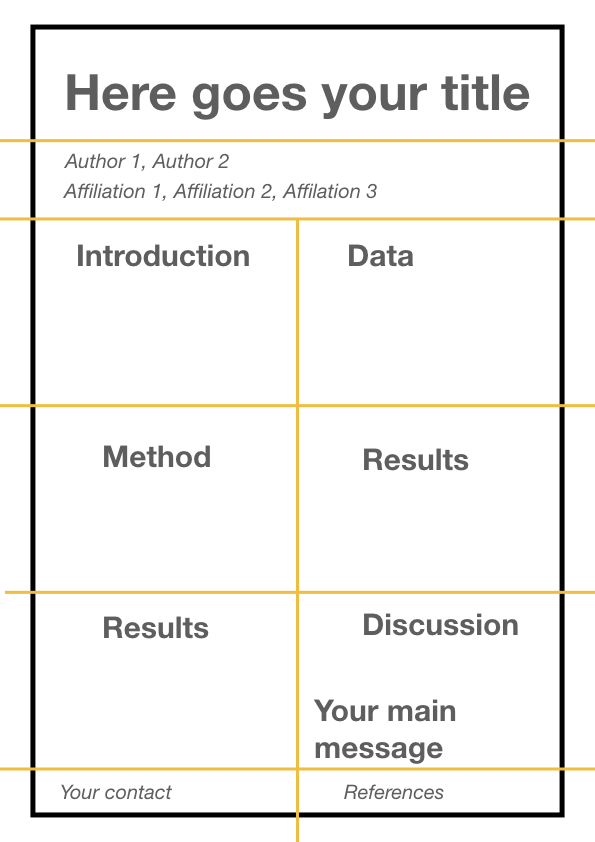 Here goes your title
Author 1, Author 2
Affiliation 1, Affiliation 2, Affilation 3
Introduction
Data
Method
Results
Results
Discussion
Your main
message
Your contact
References